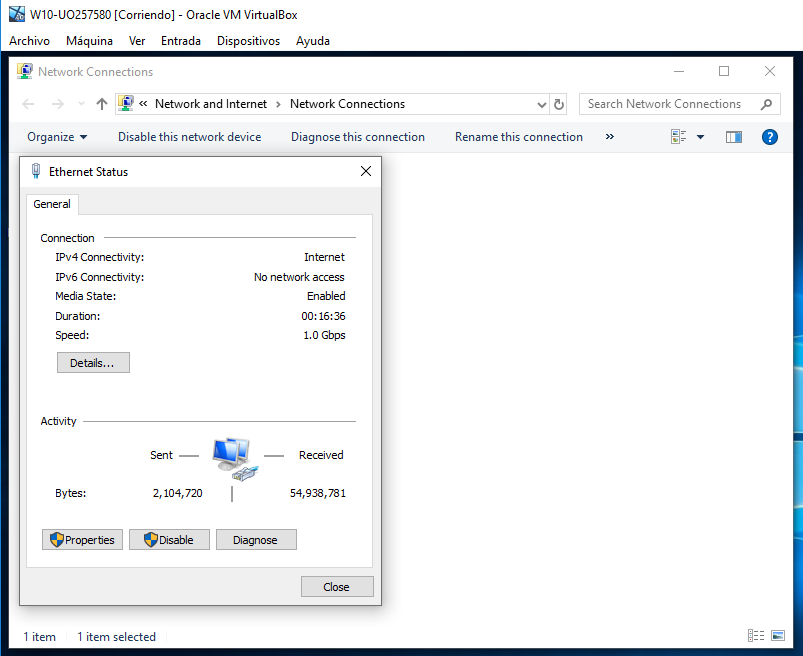 W10-UO257580 [Corriendo] - Oracle VM VirtualBox
Archivo Máquina Ver Entrada Dispositivos Ayuda
Network Connections
« Network and Internet › Network Connections
Search Network Connections
Organize Disable this network device Diagnose this connection Rename this connection »
Ethernet Status
General
Connection
IPv4 Connectivity: Internet
IPv6 Connectivity: No network access
Media State: Enabled
Duration: 00:16:36
Speed: 1.0 Gbps
Details...
Activity
Sent Received
Bytes: 2,104,720 54,938,781
Properties Disable Diagnose
Close
1 item 1 item selected